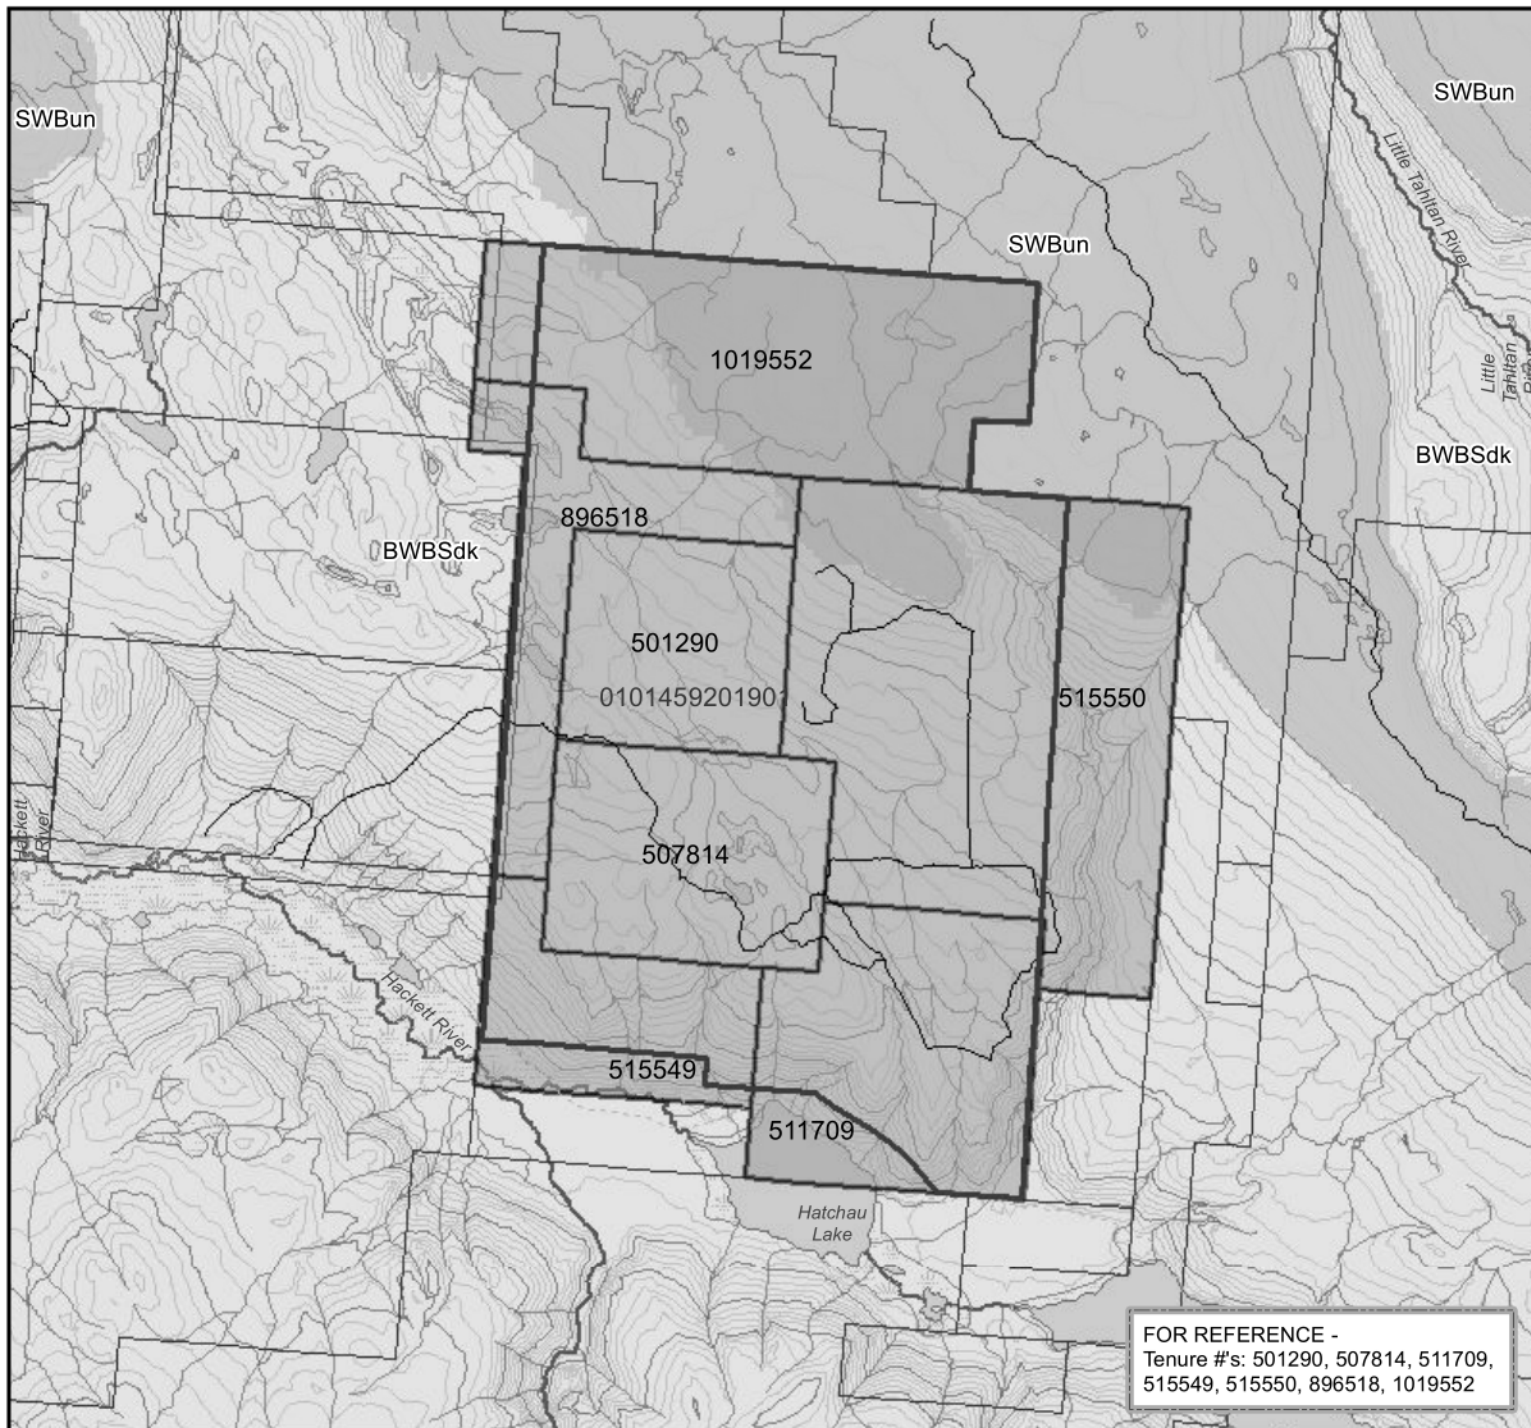 SWBun
SWBun
Little Tahltan River
SWBun
Little
Tahltan
1019552
BWBSdk
896518
BWBSdk
501290
010145920190
515550
Hackett
River
507814
Hackett River
515549
511709
Hatchau
Lake
FOR REFERENCE -
Tenure #'s: 501290, 507814, 511709,
515549, 515550, 896518, 1019552